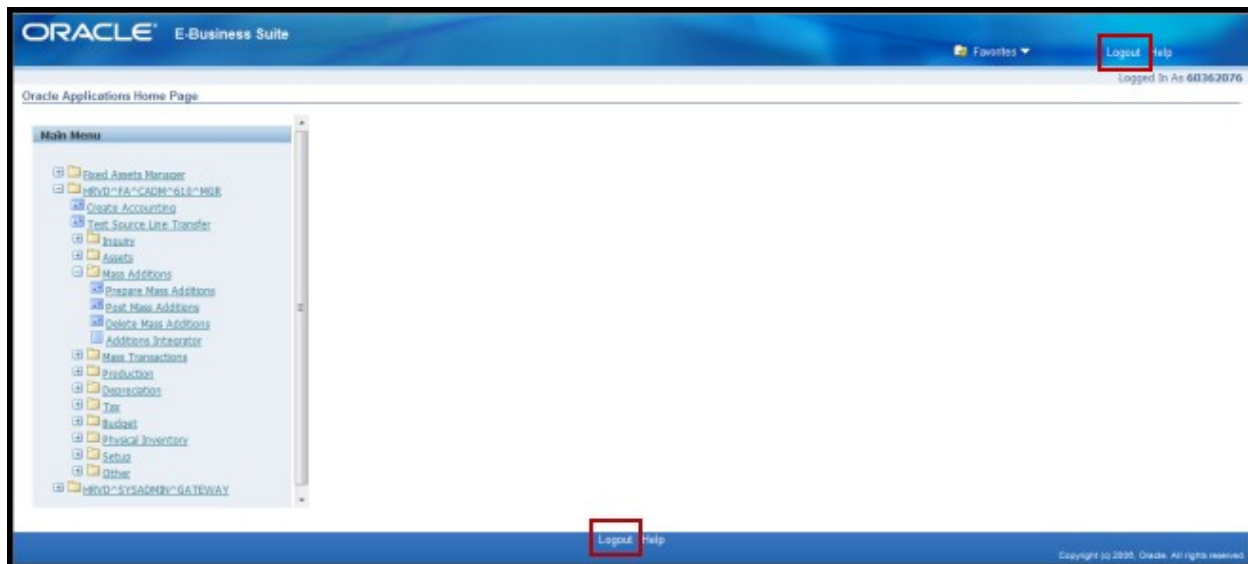 ORACLE® E-Business Suite
Favorites Logout Help
Logged In As 60362076
Oracle Applications Home Page
Main Menu
Fixed Assets Manager
HRVD^FA^CADM^610^MGR
Create Accounting
Test Source Line Transfer
Inquiry
Assets
Mass Additions
Prepare Mass Additions
Post Mass Additions
Delete Mass Additions
Additions Integrator
Mass Transactions
Production
Depreciation
Tax
Budget
Physical Inventory
Setup
Other
HRVD^SYSADMIN^GATEWAY
Logout Help
Copyright (c) 2006, Oracle. All rights reserved.